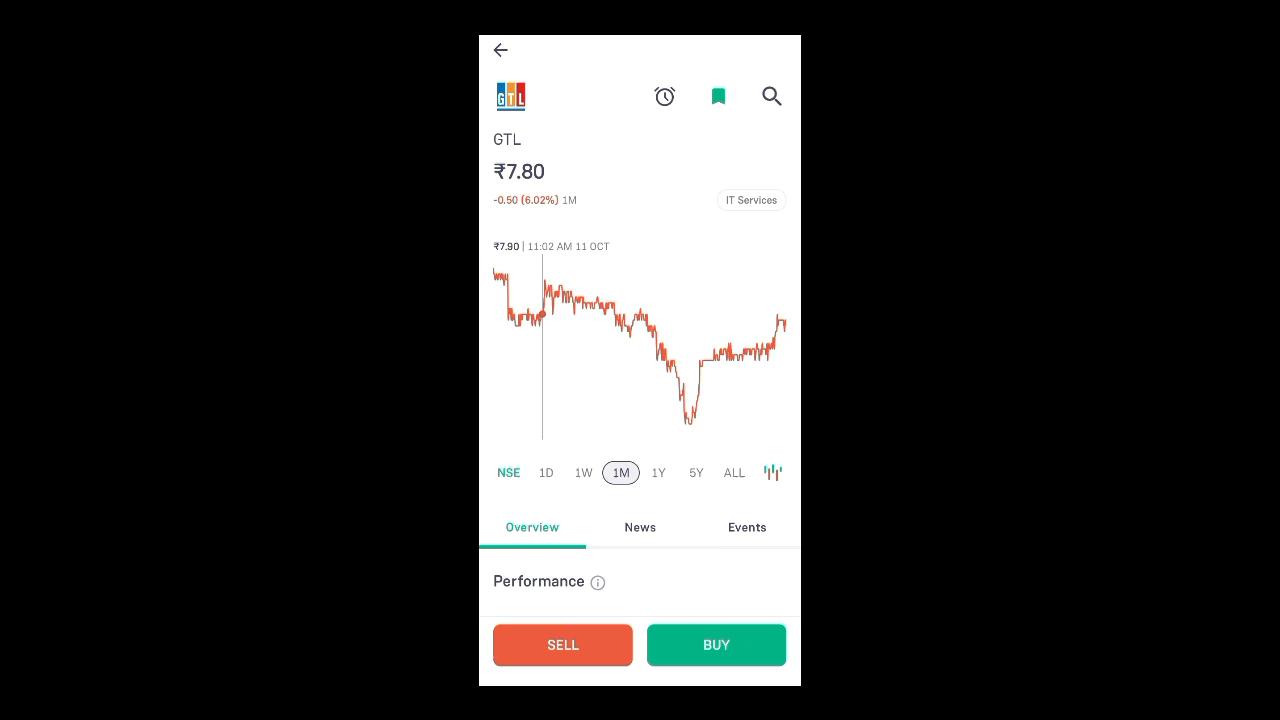 GTL
GTL
₹7.80
-0.50 (6.02%) 1M
IT Services
₹7.90 | 11:02 AM 11 OCT
NSE 1D 1W 1M 1Y 5Y ALL
Overview News Events
Performance
SELL BUY